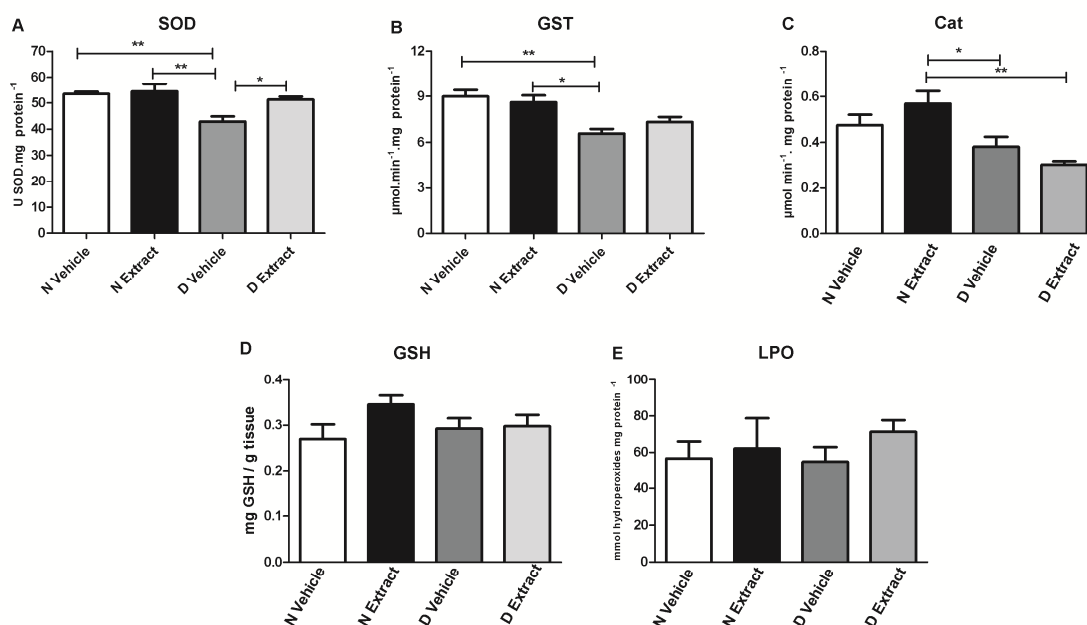 A
SOD
**
**
*
U SOD.mg protein⁻¹
70
60
50
40
30
20
10
0
N Vehicle
N Extract
D Vehicle
D Extract
B
GST
**
*
µmol.min⁻¹.mg protein⁻¹
12
9
6
3
0
N Vehicle
N Extract
D Vehicle
D Extract
C
Cat
*
**
µmol min⁻¹. mg protein⁻¹
0.8
0.6
0.4
0.2
0.0
N Vehicle
N Extract
D Vehicle
D Extract
D
GSH
mg GSH / g tissue
0.4
0.3
0.2
0.1
0.0
N Vehicle
N Extract
D Vehicle
D Extract
E
LPO
mmol hydroperoxides mg protein ⁻¹
100
80
60
40
20
0
N Vehicle
N Extract
D Vehicle
D Extract